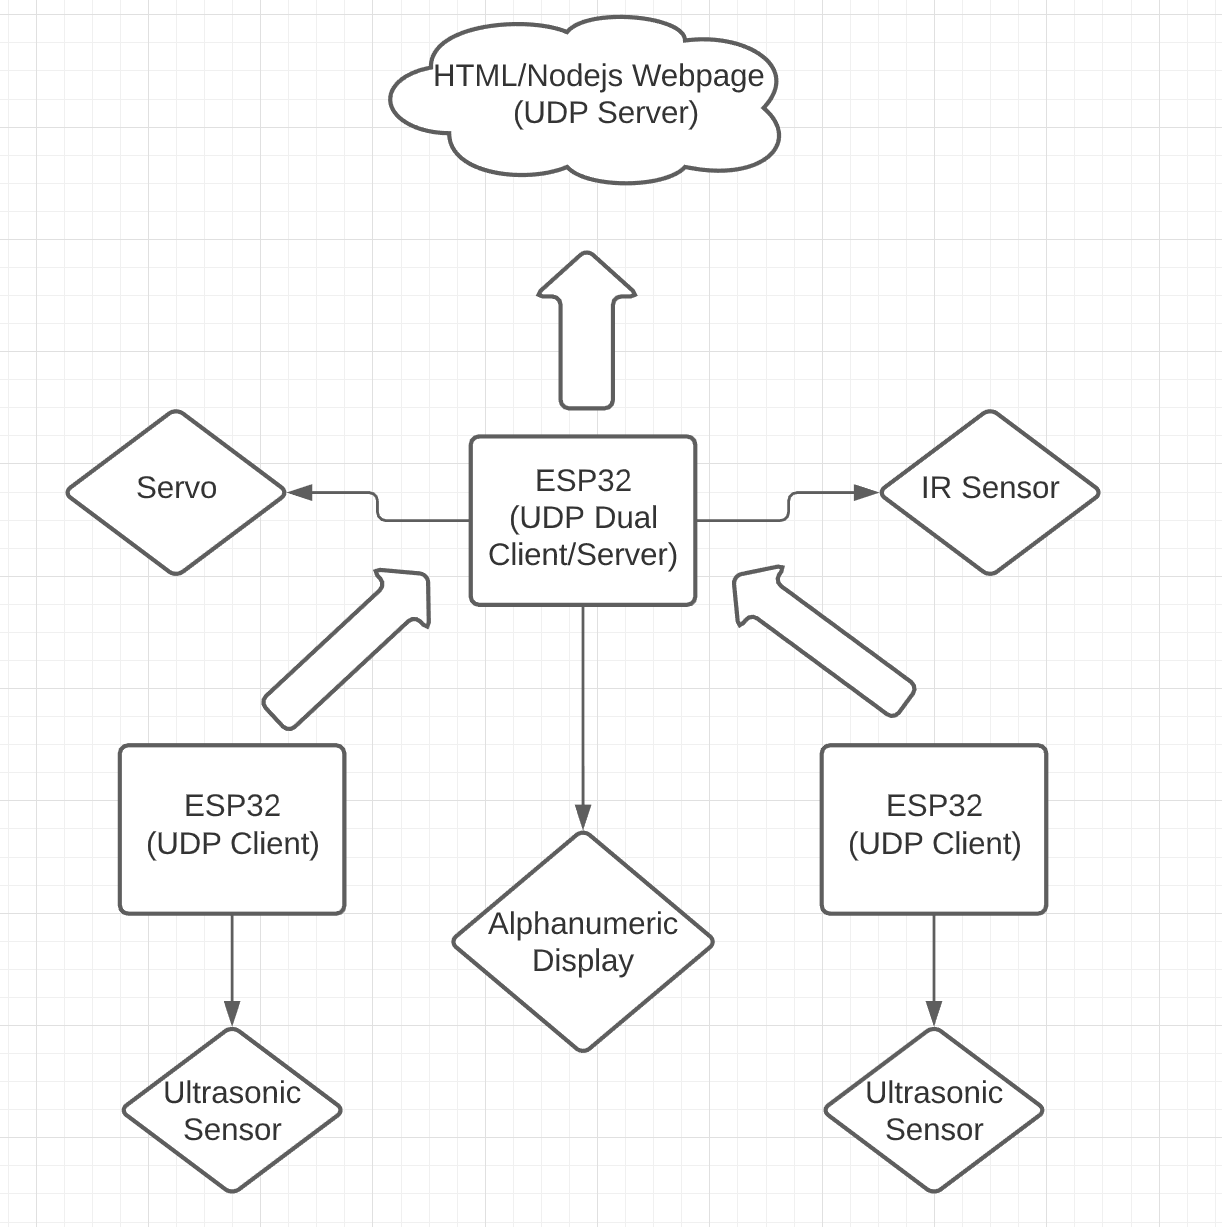 HTML/Nodejs Webpage
(UDP Server)
Servo
ESP32
(UDP Dual
Client/Server)
IR Sensor
ESP32
(UDP Client)
ESP32
(UDP Client)
Alphanumeric
Display
Ultrasonic
Sensor
Ultrasonic
Sensor